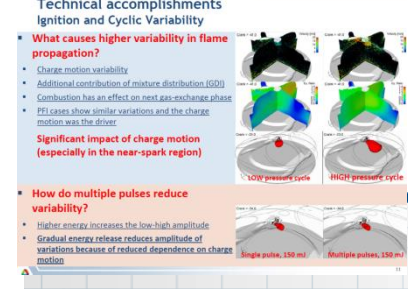 Technical accomplishments
Ignition and Cyclic Variability
What causes higher variability in flame
propagation?
Charge motion variability
Additional contribution of mixture distribution (GDI)
Combustion has an effect on next gas-exchange phase
PFI cases show similar variations and the charge
motion was the driver
Significant impact of charge motion
(especially in the near-spark region)
LOW pressure cycle
HIGH pressure cycle
How do multiple pulses reduce
variability?
Higher energy increases the low-high amplitude
Gradual energy release reduces amplitude of
variations because of reduced dependence on charge
motion
Single pulse, 150 mJ
Multiple pulses, 150 mJ